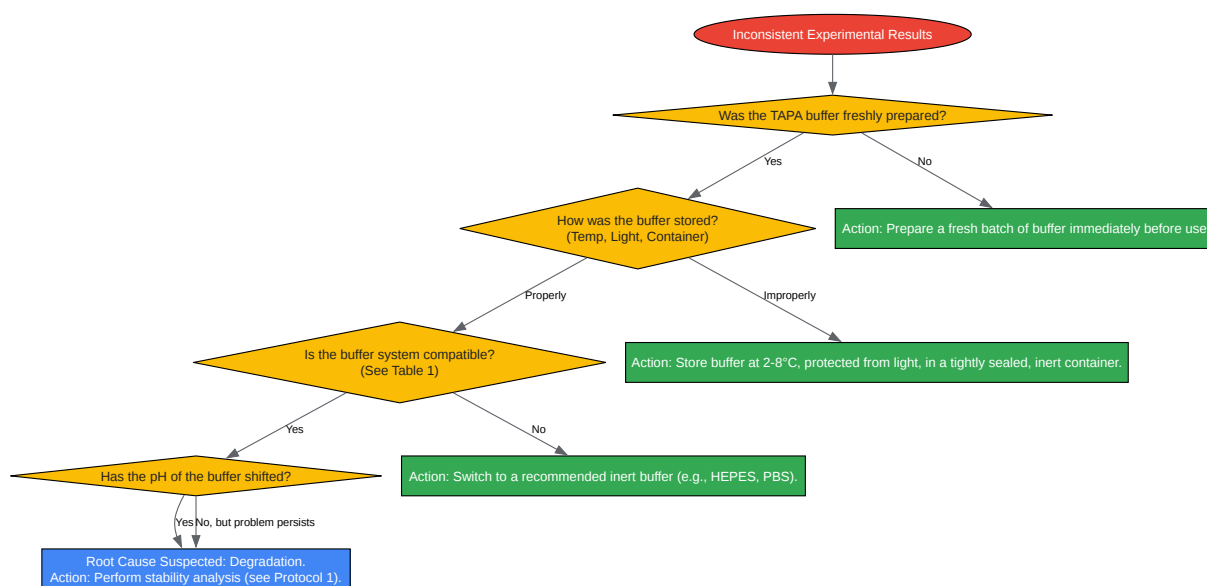 Inconsistent Experimental Results
Was the TAPA buffer freshly prepared?
Yes
No
How was the buffer stored?
(Temp, Light, Container)
Action: Prepare a fresh batch of buffer immediately before use
Properly
Improperly
Is the buffer system compatible?
(See Table 1)
Action: Store buffer at 2-8°C, protected from light, in a tightly sealed, inert container.
Yes
No
Has the pH of the buffer shifted?
Action: Switch to a recommended inert buffer (e.g., HEPES, PBS).
Yes
No, but problem persists
Root Cause Suspected: Degradation.
Action: Perform stability analysis (see Protocol 1).